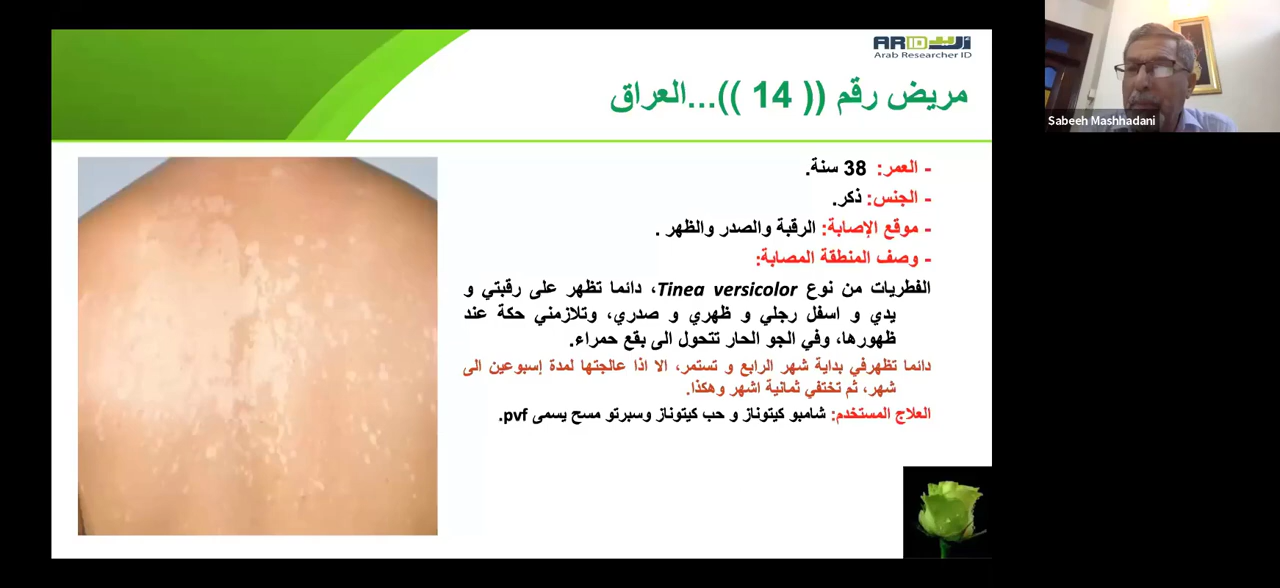 ARID أريد
Arab Researcher ID
مريض رقم (( 14 ))...العراق
Sabeeh Mashhadani
- العمر: 38 سنة.
- الجنس: ذكر.
- موقع الإصابة: الرقبة والصدر والظهر .
- وصف المنطقة المصابة:
الفطريات من نوع Tinea versicolor، دائما تظهر على رقبتي و
يدي و اسفل رجلي و ظهري و صدري، وتلازمني حكة عند
ظهورها، وفي الجو الحار تتحول الى بقع حمراء.
دائما تظهرفي بداية شهر الرابع و تستمر، الا اذا عالجتها لمدة إسبوعين الى
شهر، ثم تختفي ثمانية اشهر وهكذا.
العلاج المستخدم: شامبو كيتوناز و حب كيتوناز وسبرتو مسح يسمى pvf.